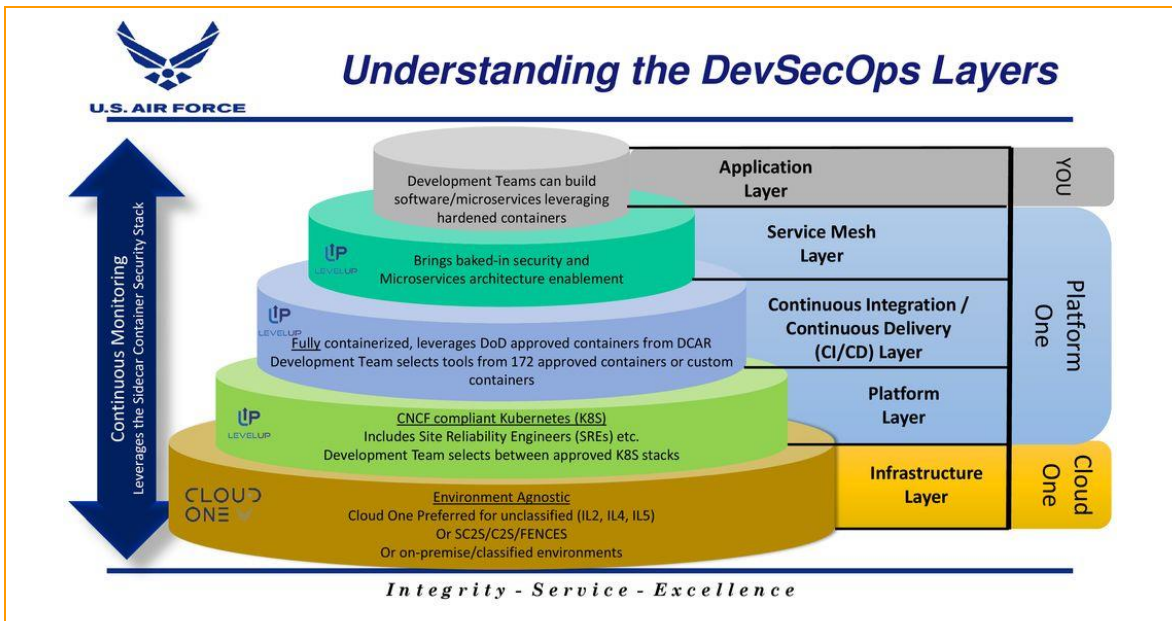 U.S. AIR FORCE
Understanding the DevSecOps Layers
Continuous Monitoring
Leverages the Sidecar Container Security Stack
Development Teams can build
software/microservices leveraging
hardened containers
Application
Layer
YOU
UP
LEVELUP
Brings baked-in security and
Microservices architecture enablement
Service Mesh
Layer
UP
LEVELUP
Fully containerized, leverages DoD approved containers from DCAR
Development Team selects tools from 172 approved containers or custom
containers
Continuous Integration /
Continuous Delivery
(CI/CD) Layer
Platform
One
UP
LEVELUP
CNCF compliant Kubernetes (K8S)
Includes Site Reliability Engineers (SREs) etc.
Development Team selects between approved K8S stacks
Platform
Layer
CLOUD
ONE
Environment Agnostic
Cloud One Preferred for unclassified (IL2, IL4, IL5)
Or SC2S/C2S/FENCES
Or on-premise/classified environments
Infrastructure
Layer
Cloud
One
Integrity - Service - Excellence